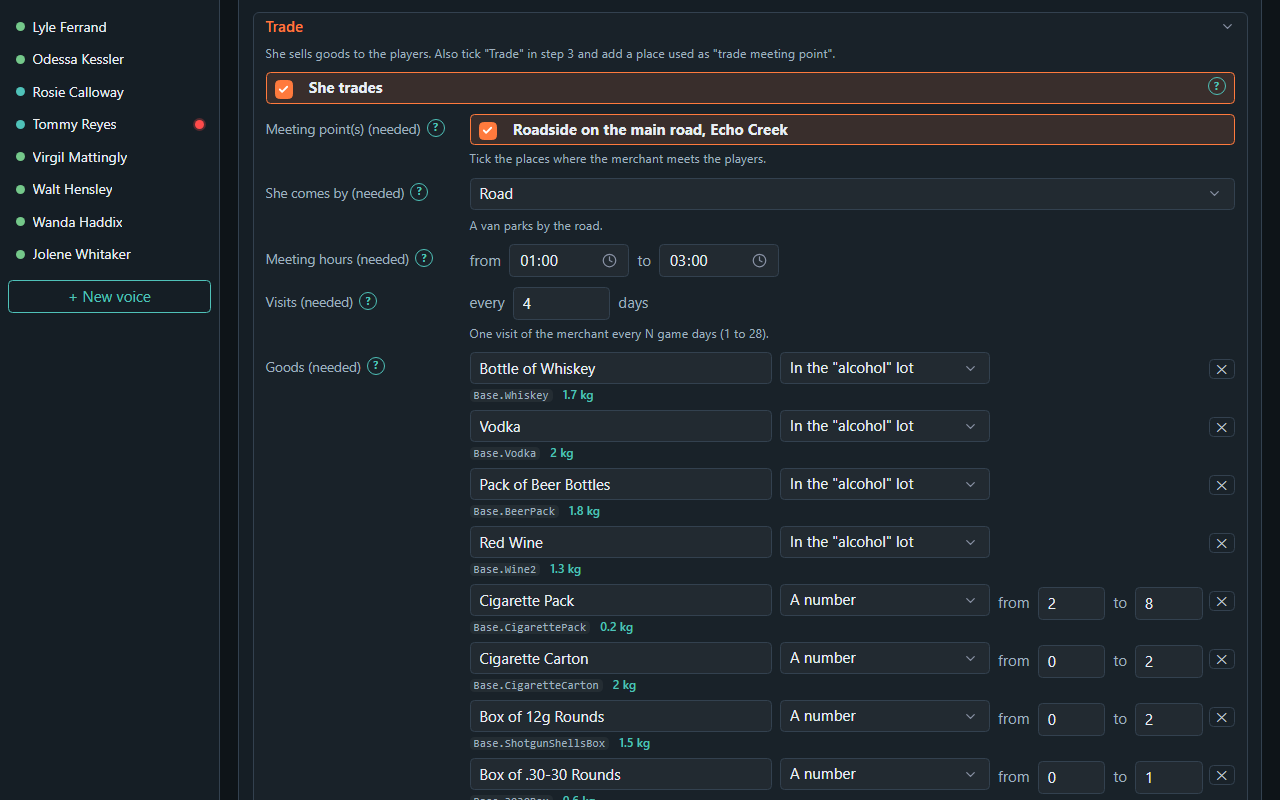 Lyle Ferrand
Odessa Kessler
Rosie Calloway
Tommy Reyes
Virgil Mattingly
Walt Hensley
Wanda Haddix
Jolene Whitaker
+ New voice
Trade
She sells goods to the players. Also tick "Trade" in step 3 and add a place used as "trade meeting point".
She trades ?
Meeting point(s) (needed) ? Roadside on the main road, Echo Creek
Tick the places where the merchant meets the players.
She comes by (needed) ? Road
A van parks by the road.
Meeting hours (needed) ? from 01:00 to 03:00
Visits (needed) ? every 4 days
One visit of the merchant every N game days (1 to 28).
Goods (needed) ? Bottle of Whiskey In the "alcohol" lot
Base.Whiskey 1.7 kg
Vodka In the "alcohol" lot
Base.Vodka 2 kg
Pack of Beer Bottles In the "alcohol" lot
Base.BeerPack 1.8 kg
Red Wine In the "alcohol" lot
Base.Wine2 1.3 kg
Cigarette Pack A number from 2 to 8
Base.CigarettePack 0.2 kg
Cigarette Carton A number from 0 to 2
Base.CigaretteCarton 2 kg
Box of 12g Rounds A number from 0 to 2
Base.ShotgunShellsBox 1.5 kg
Box of .30-30 Rounds A number from 0 to 1